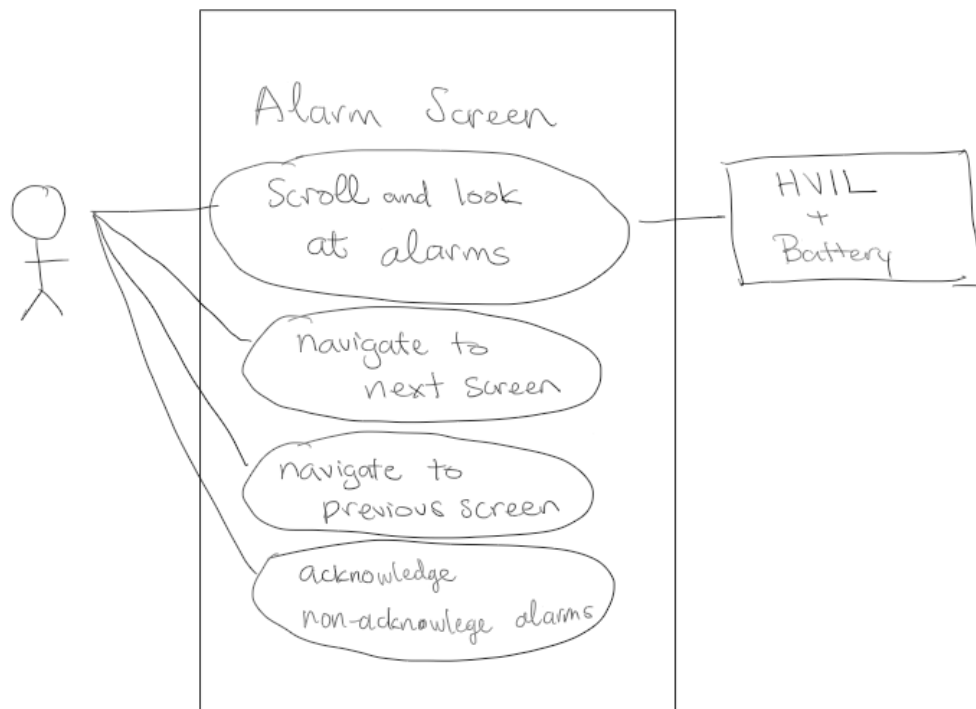 Alarm Screen
Scroll and look
at alarms
HVIL
+
Battery
navigate to
next screen
navigate to
previous screen
acknowledge
non-acknowlege alarms